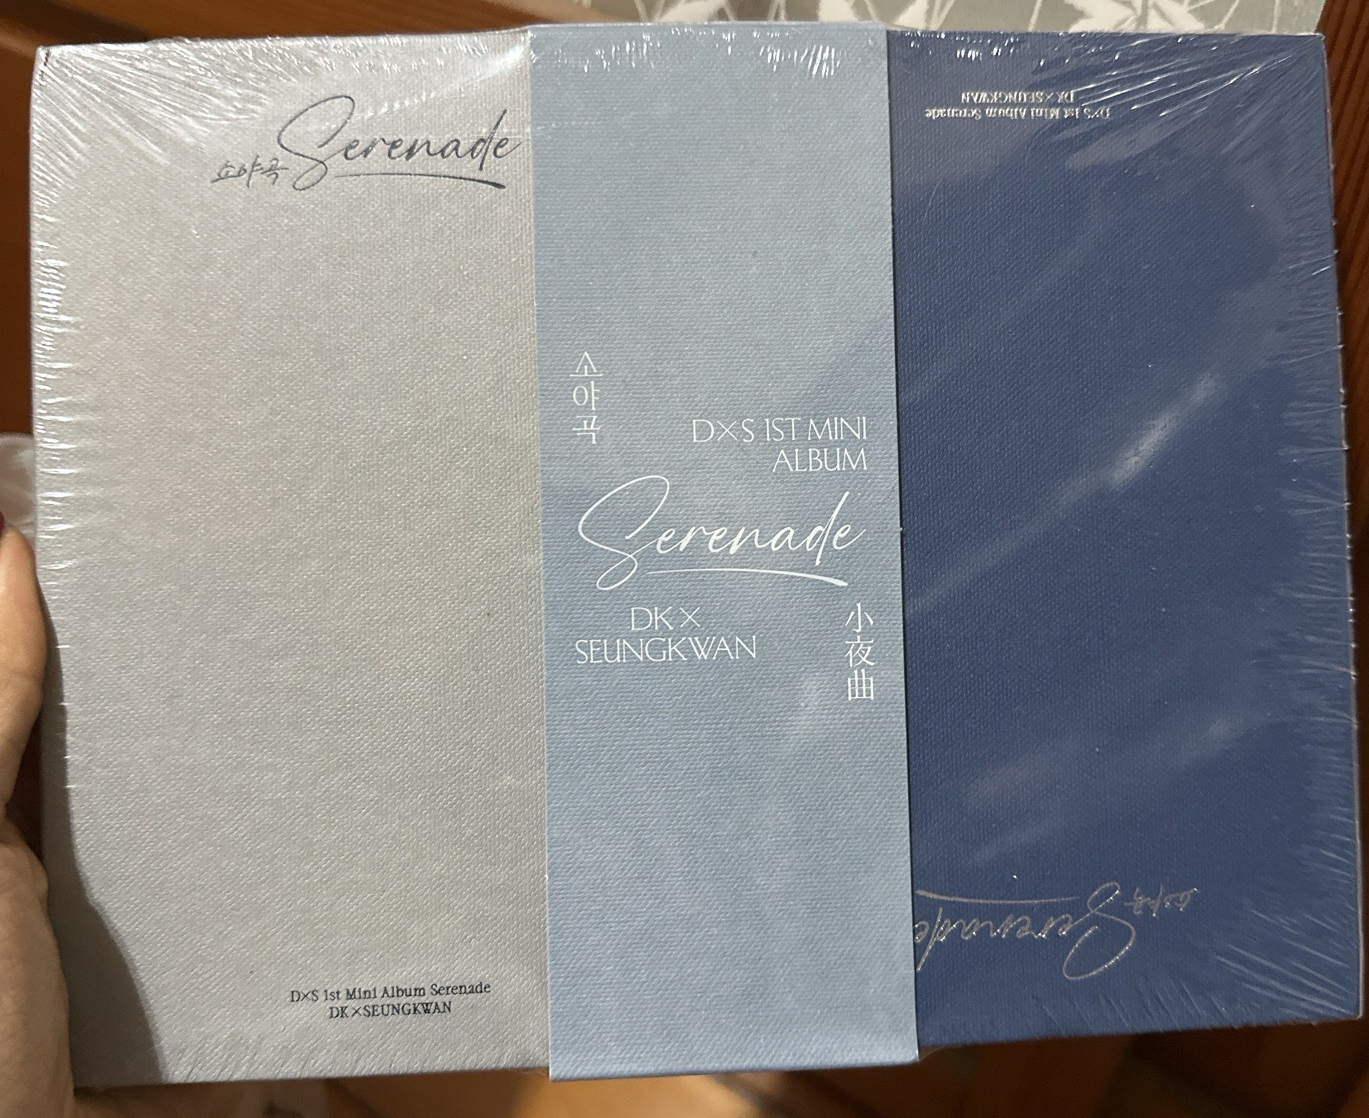 소야곡 Serenade
D×S 1st Mini Album Serenade
DK×SEUNGKWAN
소야곡
D×S 1ST MINI
ALBUM
Serenade
DK ×
SEUNGKWAN
小夜曲
소야곡 Serenade
D×S 1st Mini Album Serenade
DK×SEUNGKWAN